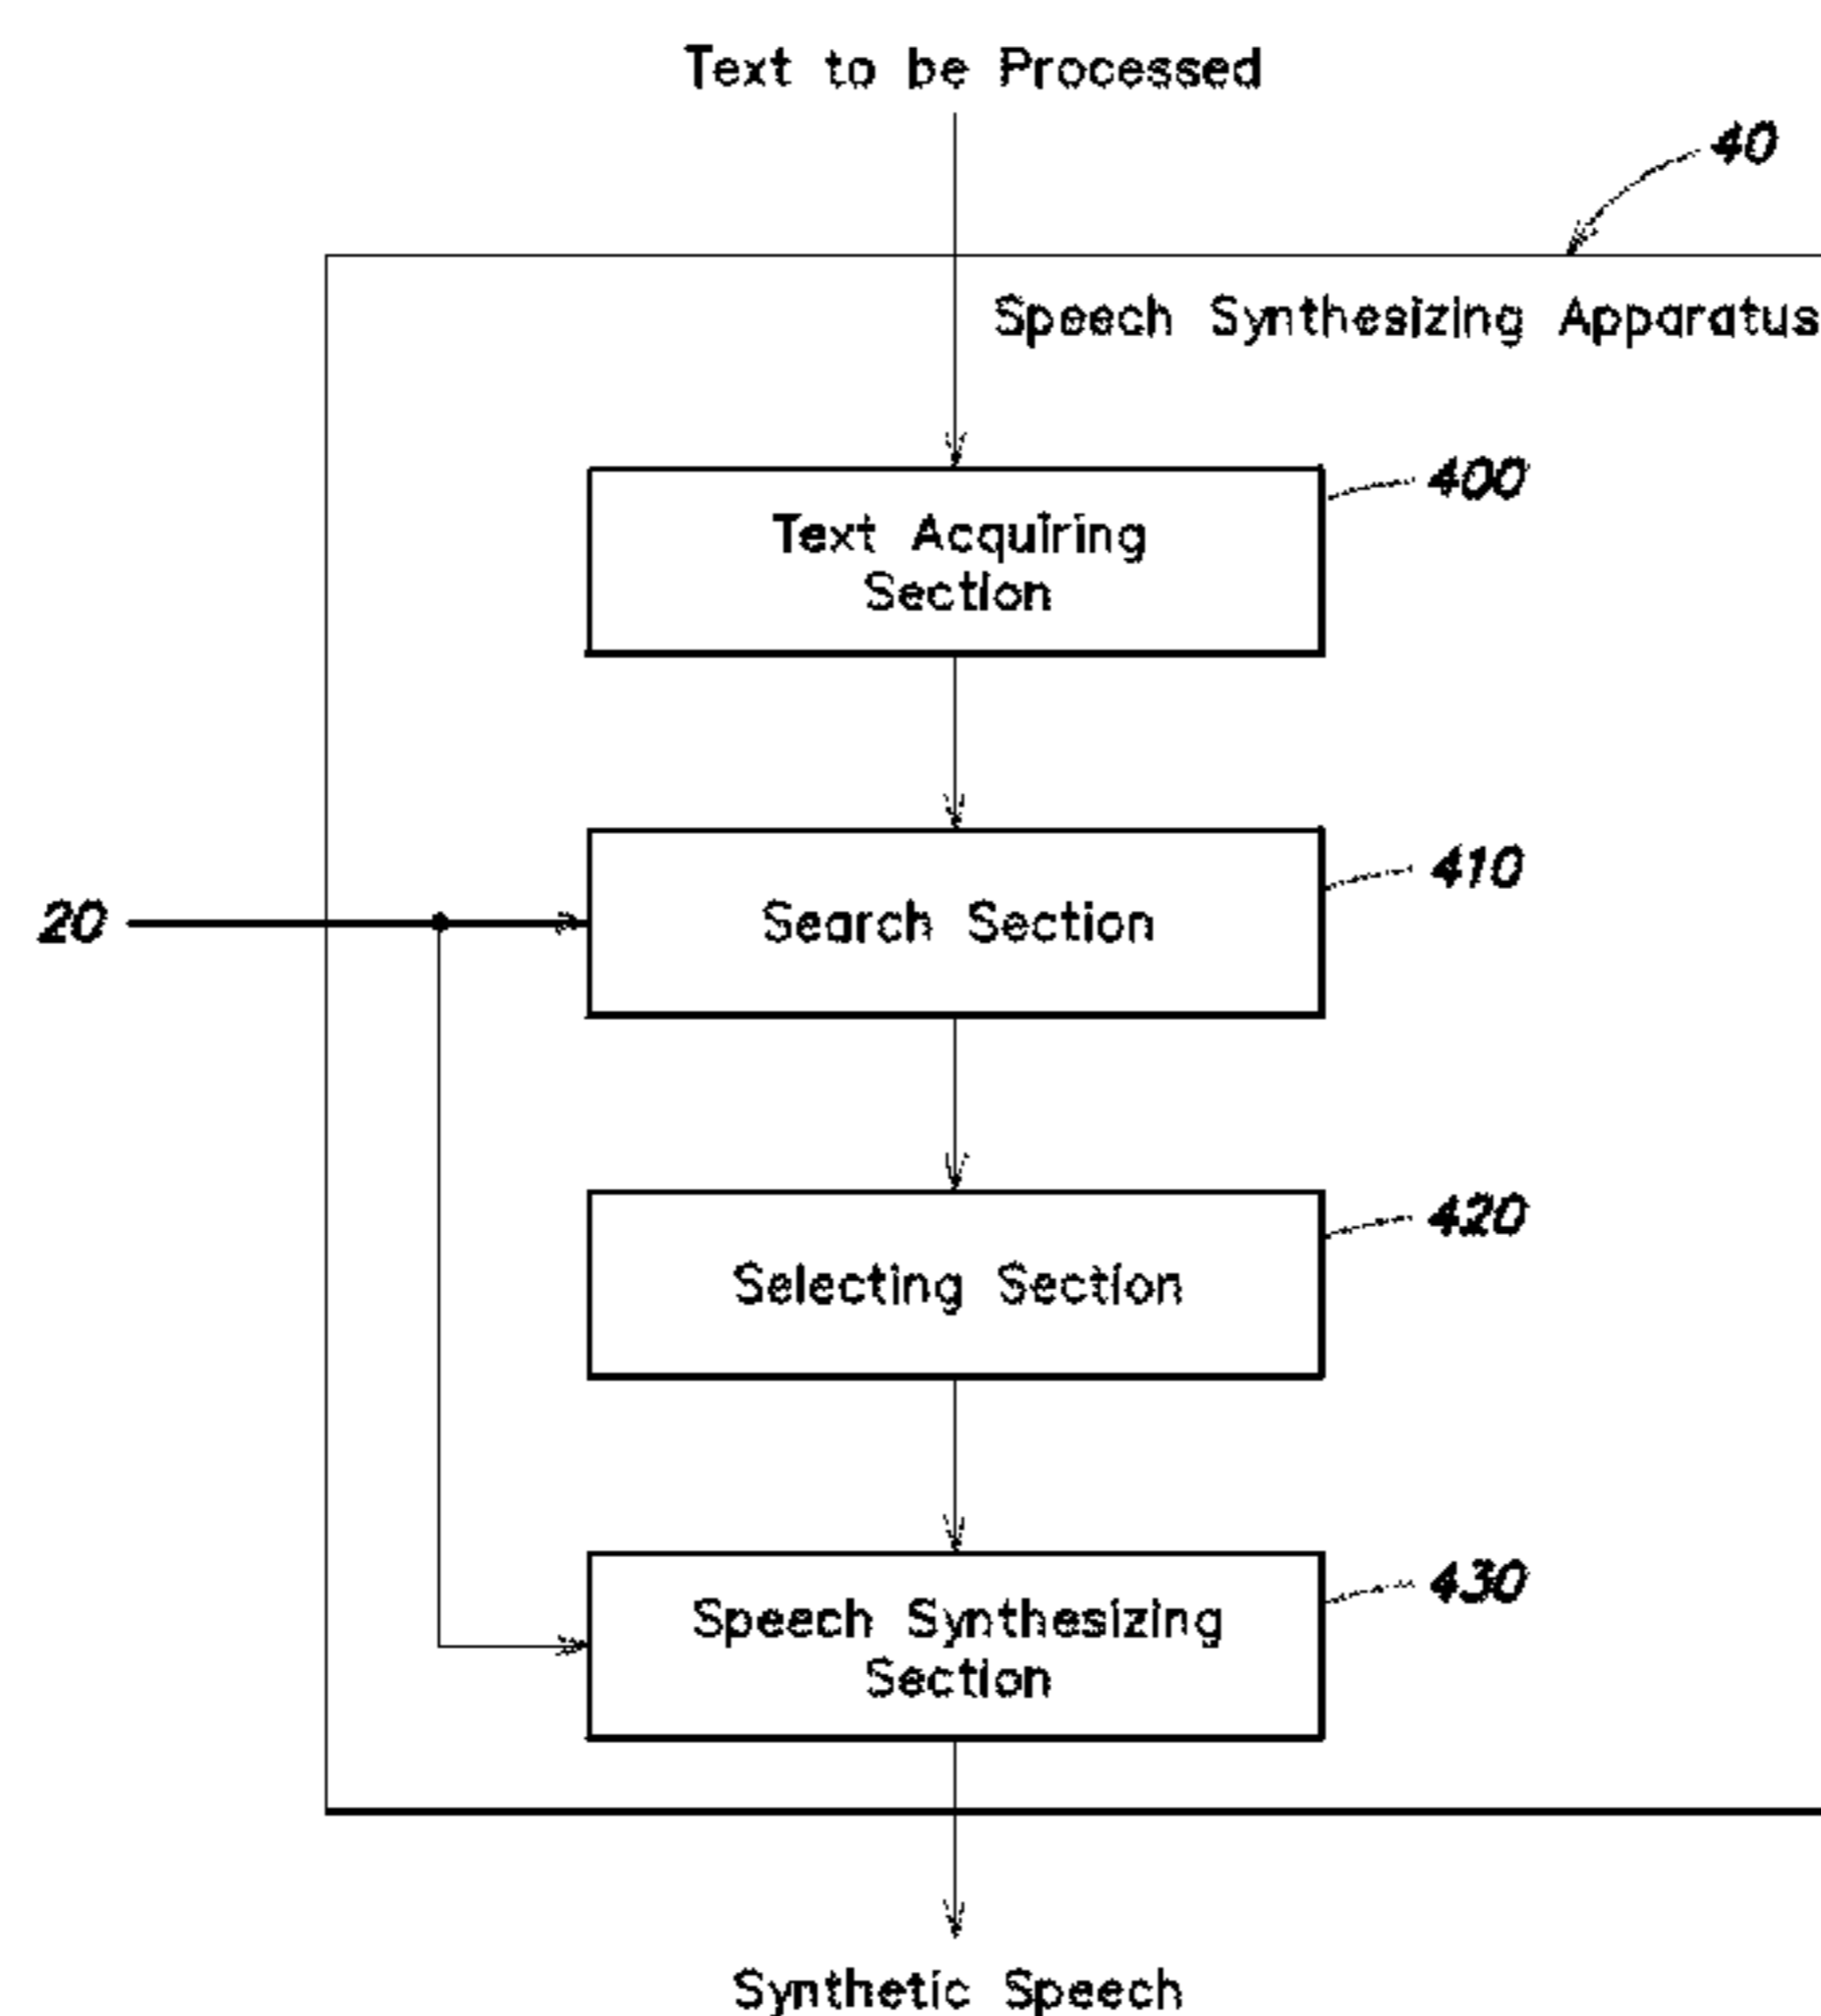 Text to be Processed
40
Speech Synthesizing Apparatus
400
Text Acquiring
Section
410
20
Search Section
420
Selecting Section
430
Speech Synthesizing
Section
Synthetic Speech